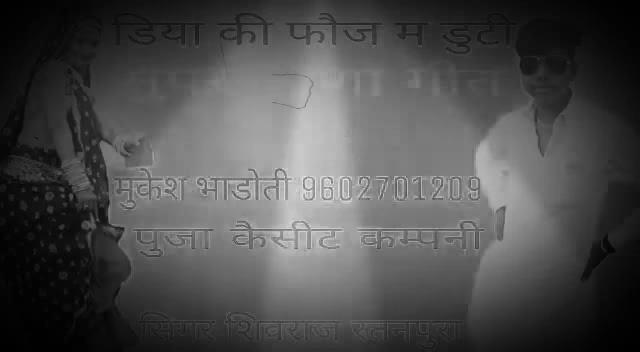 डिया की फौज म डुटी
गीत
मुकेश भाडोती 9602701209
पुजा कैसीट कम्पनी
सिंगर शिवराज रतनपुरा